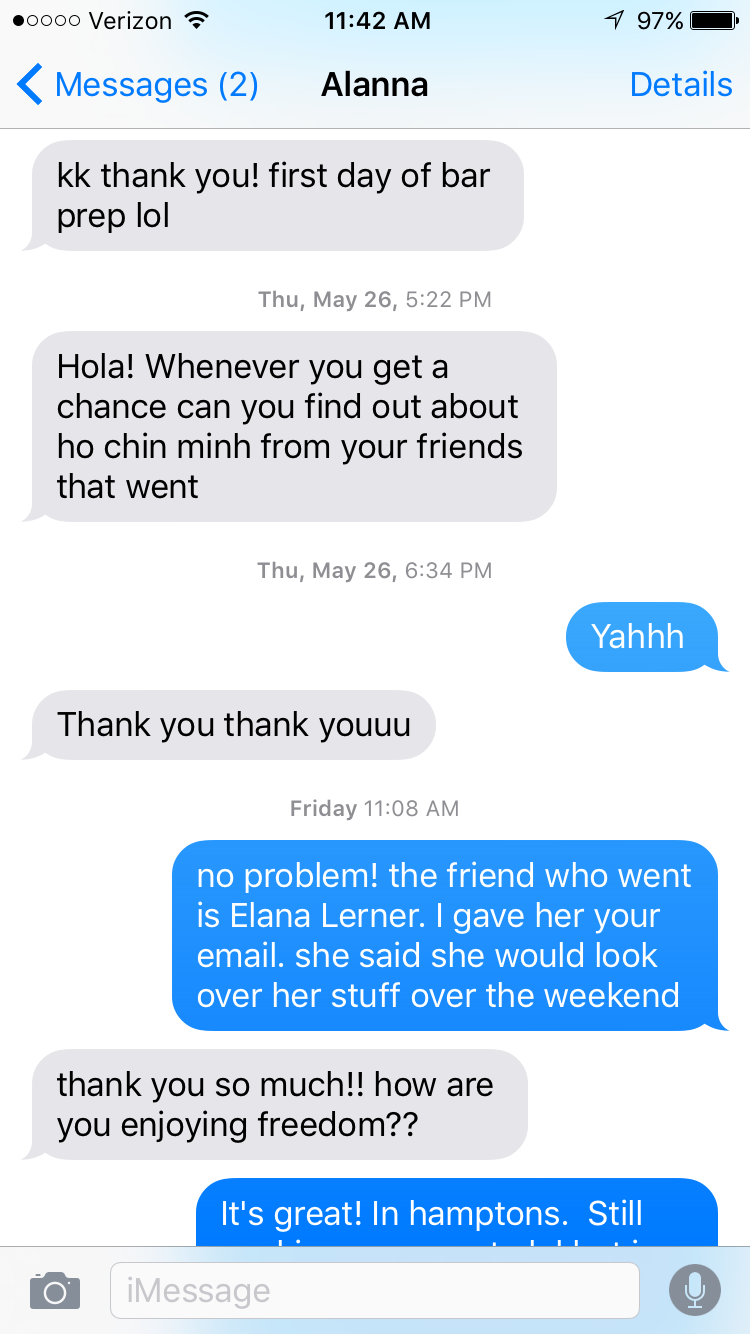 Verizon 11:42 AM 97%
Messages (2) Alanna Details
kk thank you! first day of bar
prep lol
Thu, May 26, 5:22 PM
Hola! Whenever you get a
chance can you find out about
ho chin minh from your friends
that went
Thu, May 26, 6:34 PM
Yahhh
Thank you thank youuu
Friday 11:08 AM
no problem! the friend who went
is Elana Lerner. I gave her your
email. she said she would look
over her stuff over the weekend
thank you so much!! how are
you enjoying freedom??
It's great! In hamptons.  Still
iMessage